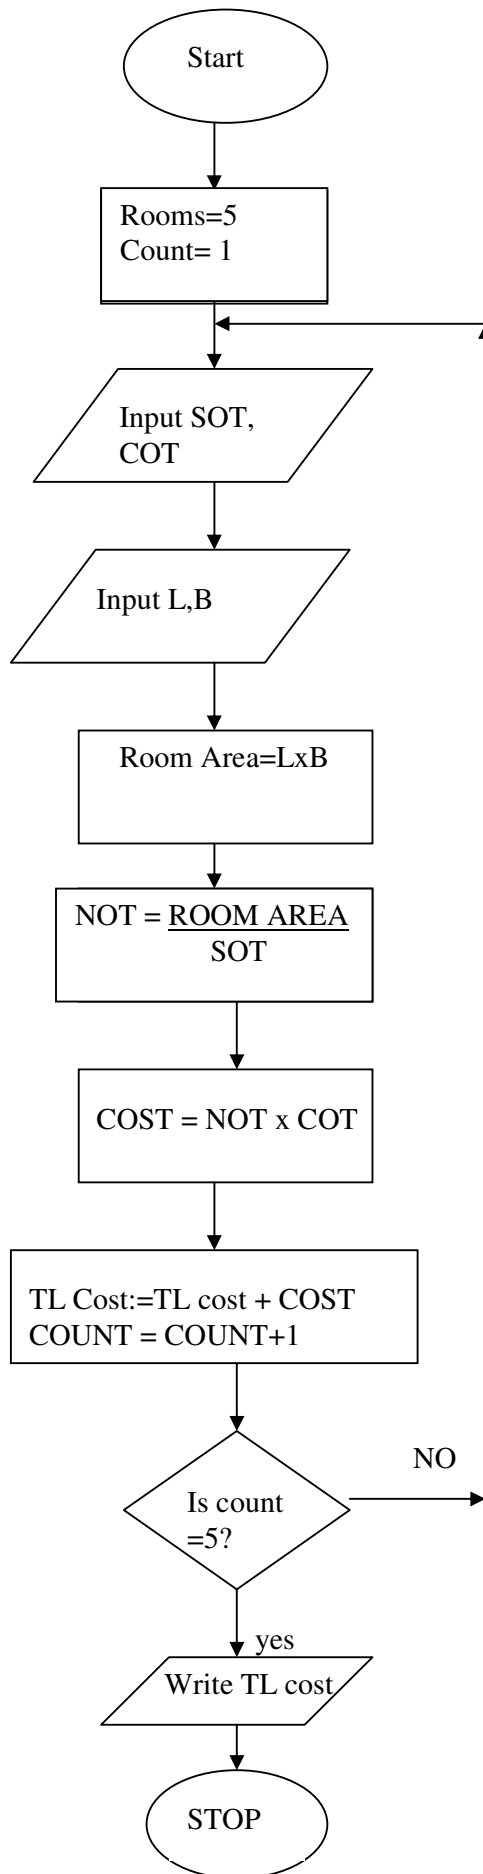 Start
Rooms=5
Count= 1
Input SOT,
COT
Input L,B
Room Area=LxB
NOT = ROOM AREA
SOT
COST = NOT x COT
TL Cost:=TL cost + COST
COUNT = COUNT+1
NO
Is count
=5?
yes
Write TL cost
STOP